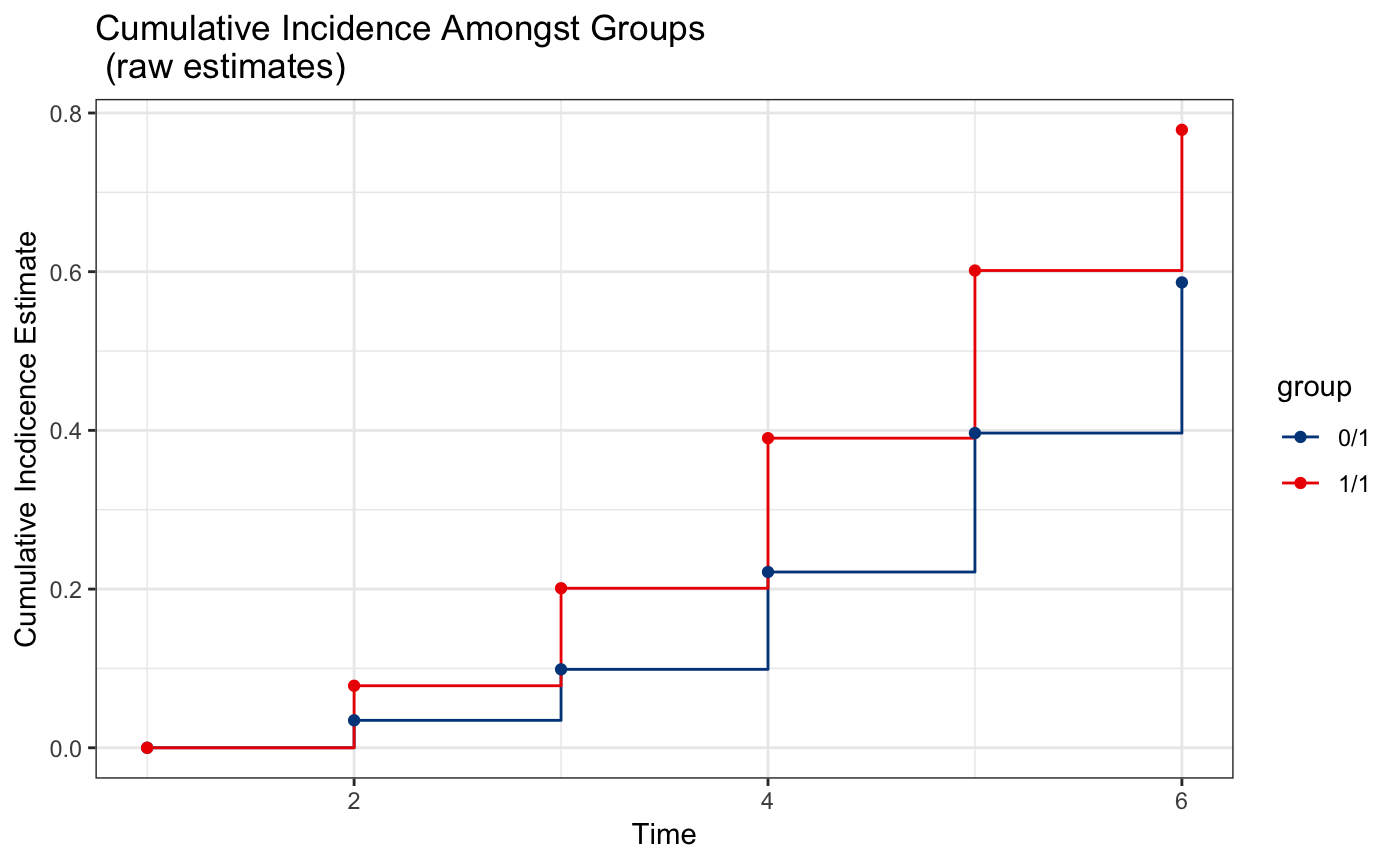 Cumulative Incidence Amongst Groups
(raw estimates)
Cumulative Incdicence Estimate
0.8
0.6
0.4
0.2
0.0
2
4
6
Time
group
0/1
1/1